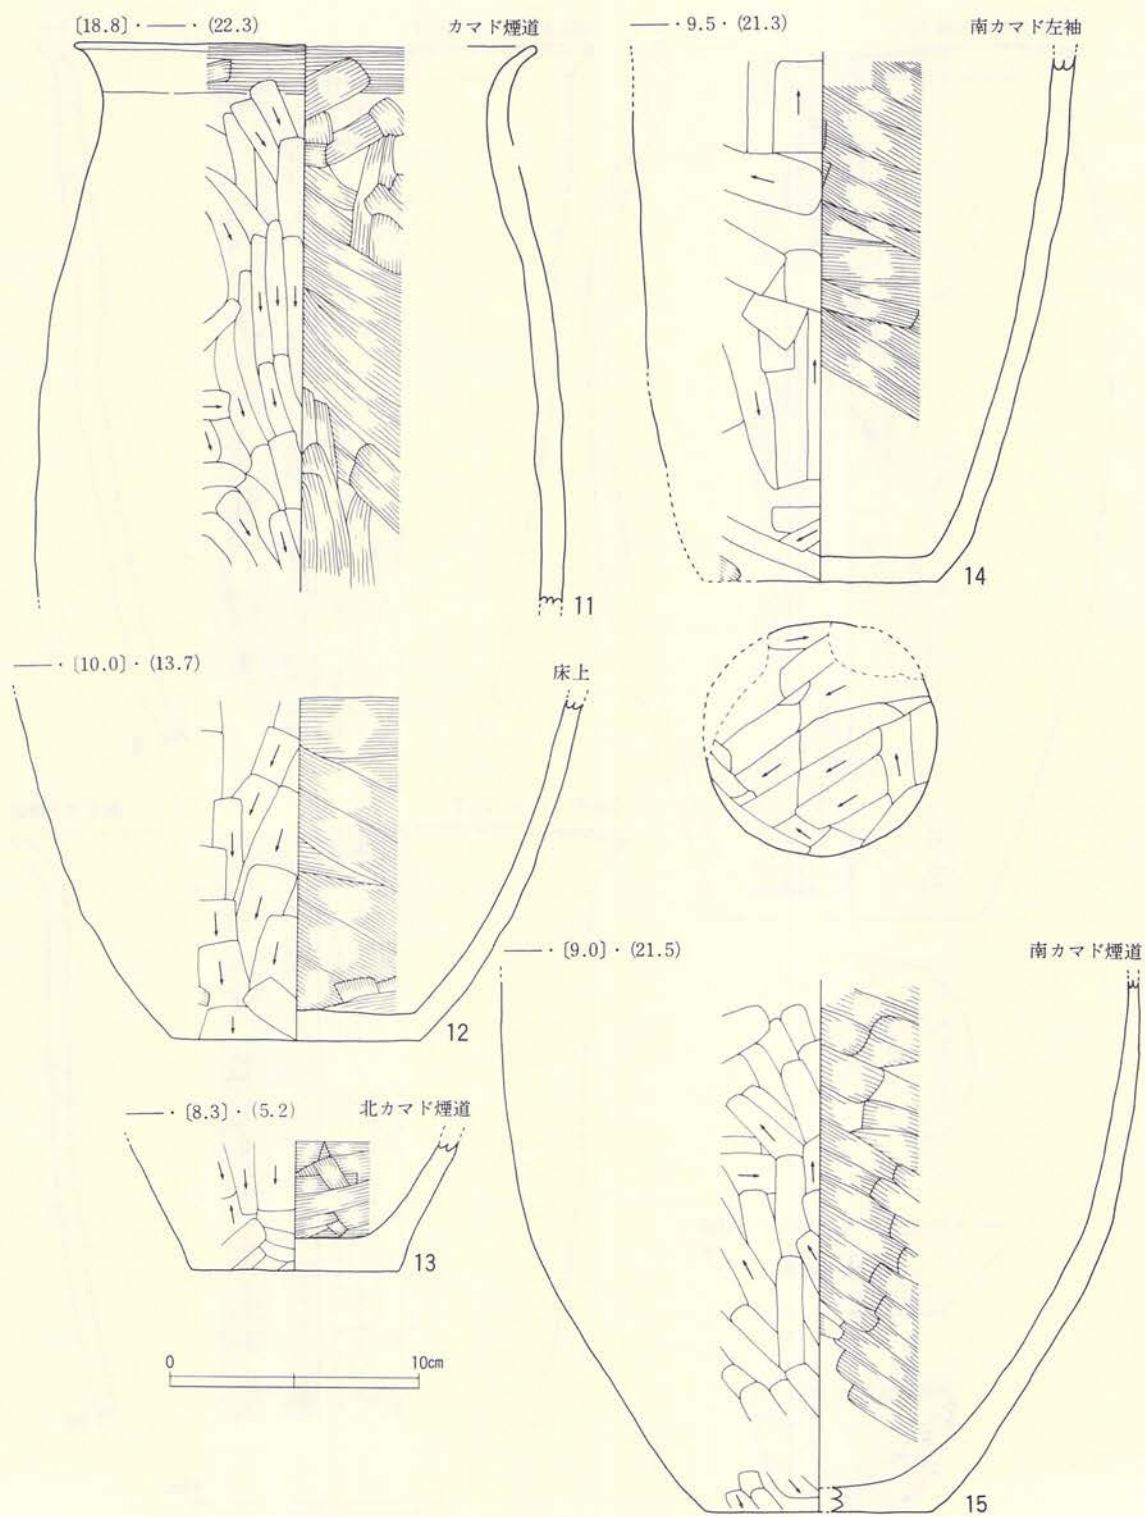 [18.8]・——・(22.3) カマド煙道
11
——・9.5・(21.3) 南カマド左袖
14
——・[10.0]・(13.7) 床上
12
——・[8.3]・(5.2) 北カマド煙道
13
0 10cm
——・[9.0]・(21.5) 南カマド煙道
15